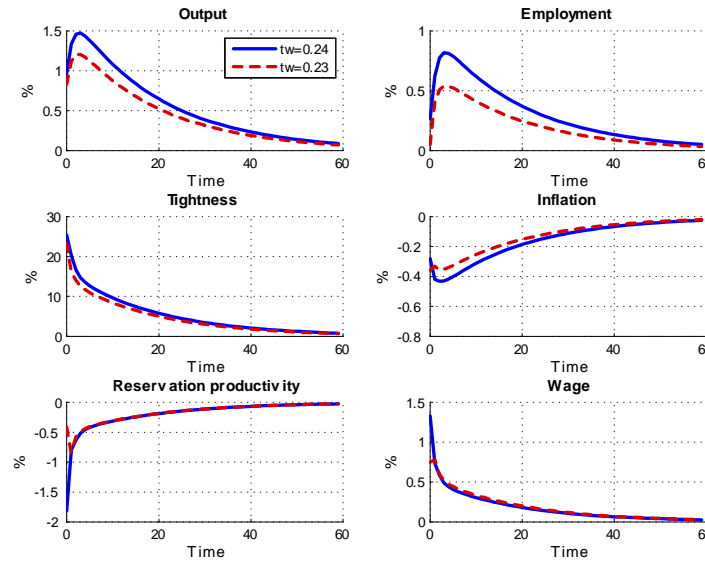 Output
Employment
1.5
1
0.5
0
%
tw=0.24
tw=0.23
0 20 40 60
Time
1
0.5
0
%
0 20 40 6
Time
Tightness
Inflation
30
20
10
0
%
0 20 40 60
Time
0
-0.2
-0.4
-0.6
-0.8
%
0 20 40 6
Time
Reservation productivity
Wage
0
-0.5
-1
-1.5
-2
%
0 20 40 60
Time
1.5
1
0.5
0
%
0 20 40 6
Time